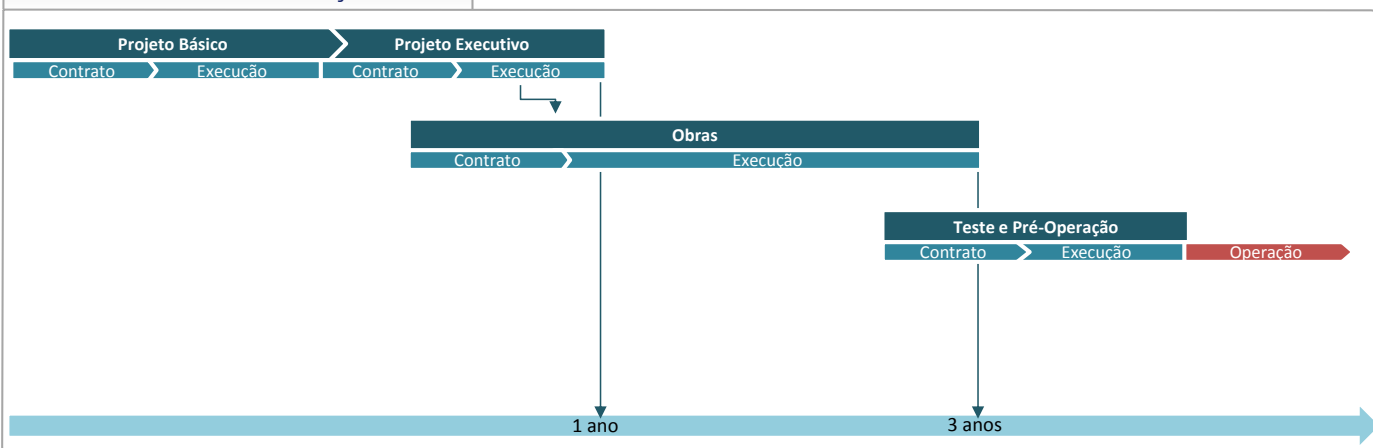 Projeto Básico Projeto Executivo
Contrato Execução Contrato Execução
Obras
Contrato Execução
Teste e Pré-Operação
Contrato Execução Operação
1 ano 3 anos